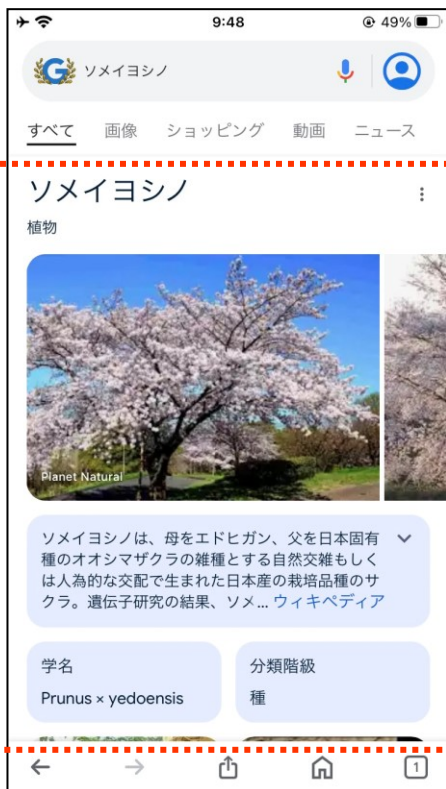 9:48
49%
G ソメイヨシノ
すべて 画像 ショッピング 動画 ニュース
ソメイヨシノ
植物
Planet Natural
ソメイヨシノは、母をエドヒガン、父を日本固有
種のオオシマザクラの雑種とする自然交雑もしく
は人為的な交配で生まれた日本産の栽培品種のサ
クラ。遺伝子研究の結果、ソメ... ウィキペディア
学名
Prunus × yedoensis
分類階級
種
1